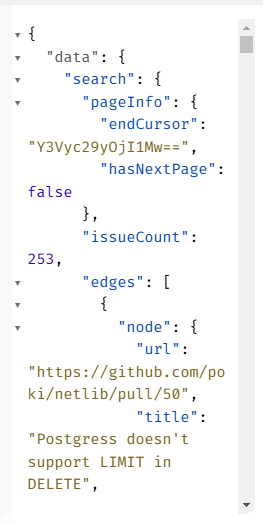 {
"data": {
"search": {
"pageInfo": {
"endCursor":
"Y3Vyc29yOjI1Mw==",
"hasNextPage":
false
},
"issueCount":
253,
"edges": [
{
"node": {
"url":
"https://github.com/po
ki/netlib/pull/50",
"title":
"Postgress doesn't
support LIMIT in
DELETE",